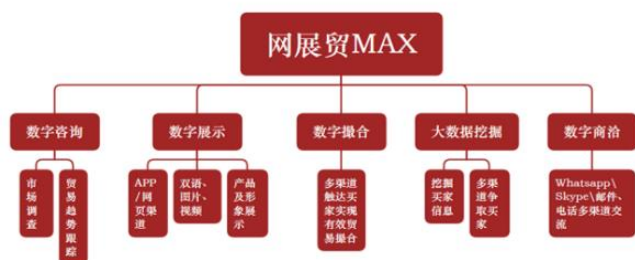 网展贸MAX
数字咨询
数字展示
数字撮合
大数据挖掘
数字商洽
市场调查
贸易趋势跟踪
APP
/网
页渠
道
双语、
图片、
视频
产品
及形
象展
示
多渠道
触达买
家实现
有效贸
易撮合
挖掘
买家
信息
多渠
道争
取买
家
Whatsapp\
Skype\邮件、
电话多渠道交
流